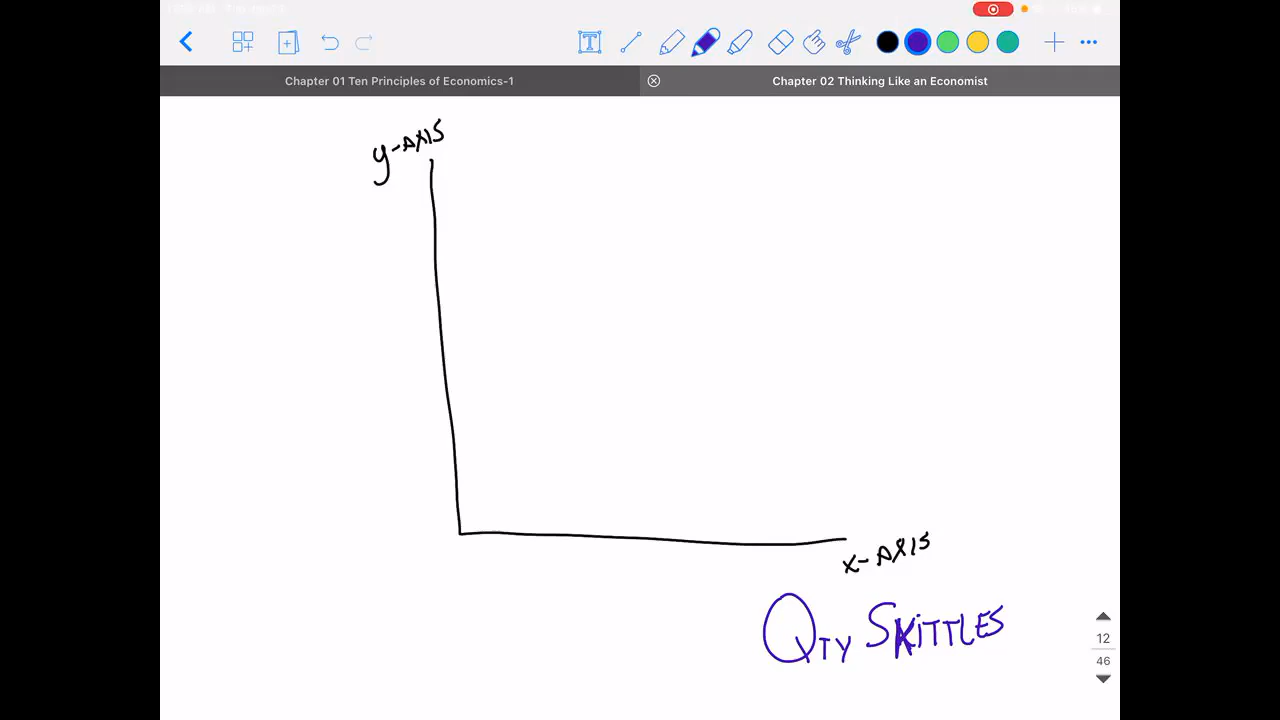 Chapter 01 Ten Principles of Economics-1
Chapter 02 Thinking Like an Economist
y-AXIS
x-AXIS
QTY SKITTLES
12
46